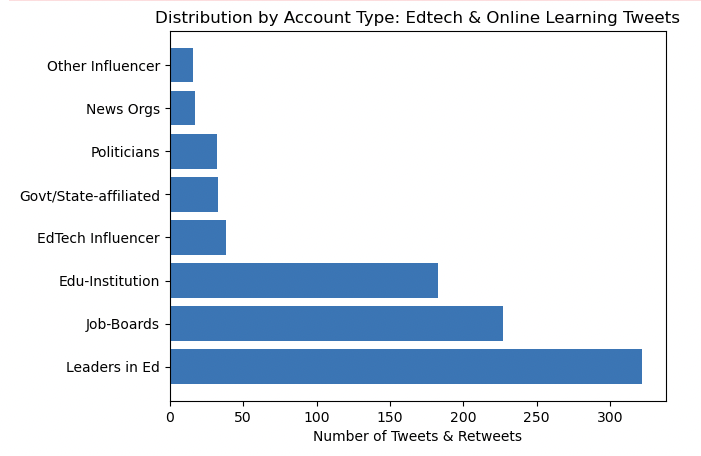 Distribution by Account Type: Edtech & Online Learning Tweets
Other Influencer
News Orgs
Politicians
Govt/State-affiliated
EdTech Influencer
Edu-Institution
Job-Boards
Leaders in Ed
0 50 100 150 200 250 300
Number of Tweets & Retweets